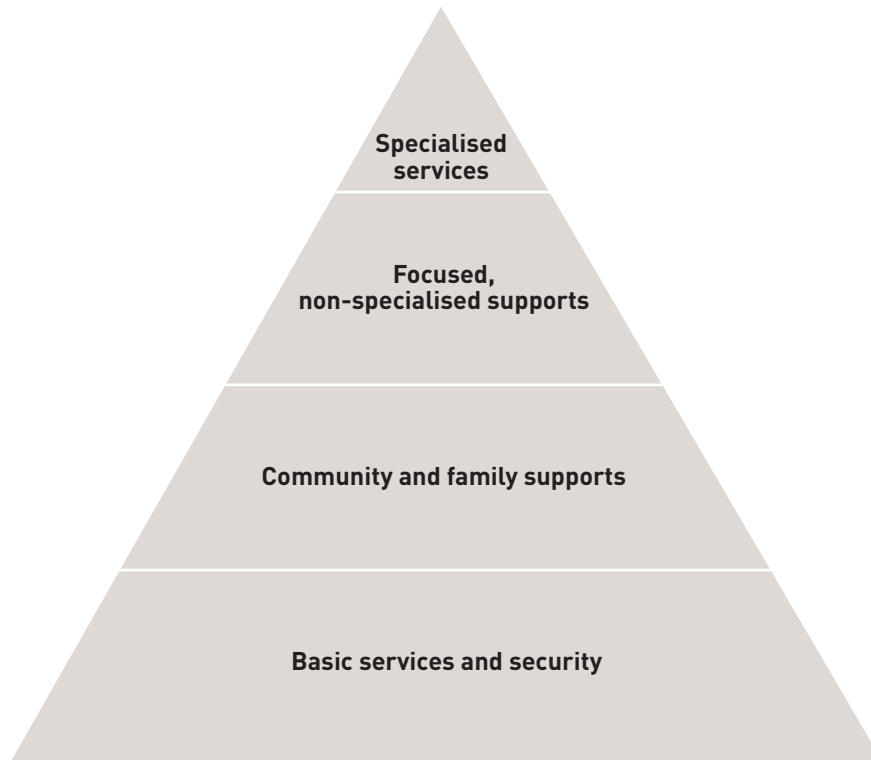 Specialised
services
Focused,
non-specialised supports
Community and family supports
Basic services and security